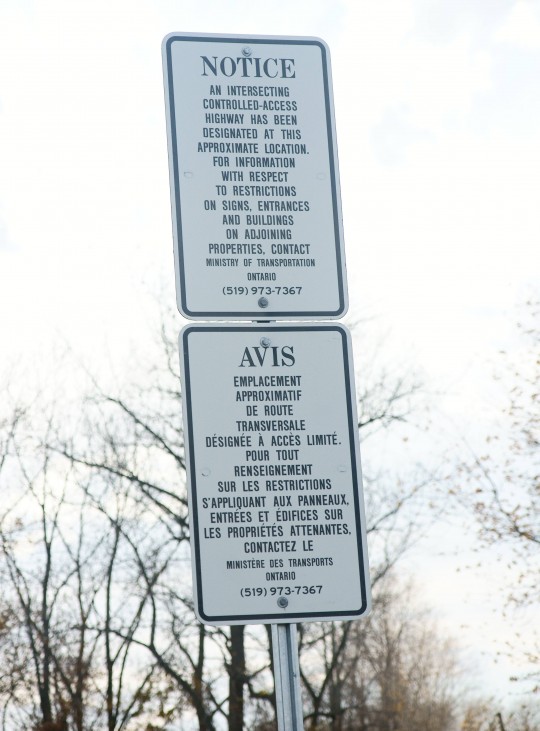 NOTICE
AN INTERSECTING
CONTROLLED-ACCESS
HIGHWAY HAS BEEN
DESIGNATED AT THIS
APPROXIMATE LOCATION.
FOR INFORMATION
WITH RESPECT
TO RESTRICTIONS
ON SIGNS, ENTRANCES
AND BUILDINGS
ON ADJOINING
PROPERTIES, CONTACT
MINISTRY OF TRANSPORTATION
ONTARIO
(519) 973-7367
AVIS
EMPLACEMENT
APPROXIMATIF
DE ROUTE
TRANSVERSALE
DÉSIGNÉE À ACCÈS LIMITÉ.
POUR TOUT
RENSEIGNEMENT
SUR LES RESTRICTIONS
S'APPLIQUANT AUX PANNEAUX,
ENTRÉES ET ÉDIFICES SUR
LES PROPRIÉTÉS ATTENANTES,
CONTACTEZ LE
MINISTÈRE DES TRANSPORTS
ONTARIO
(519) 973-7367